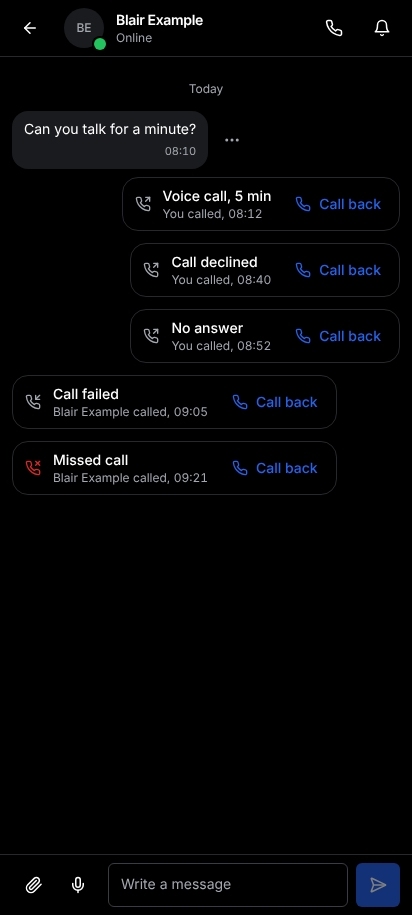 BE
Blair Example
Online
Today
Can you talk for a minute?
08:10
Voice call, 5 min
You called, 08:12
Call back
Call declined
You called, 08:40
Call back
No answer
You called, 08:52
Call back
Call failed
Blair Example called, 09:05
Call back
Missed call
Blair Example called, 09:21
Call back
Write a message